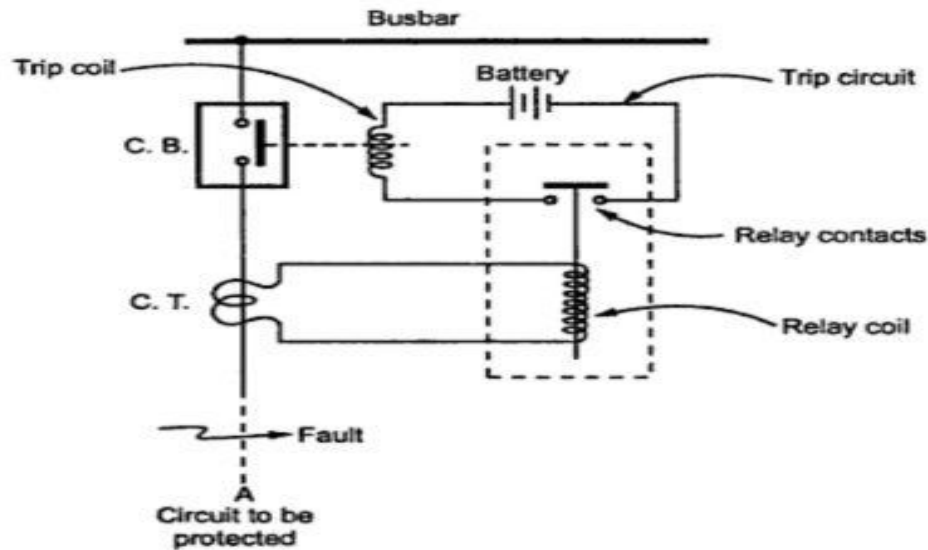 Busbar
Trip coil
Battery
Trip circuit
C. B.
Relay contacts
C. T.
Relay coil
Fault
A
Circuit to be
protected